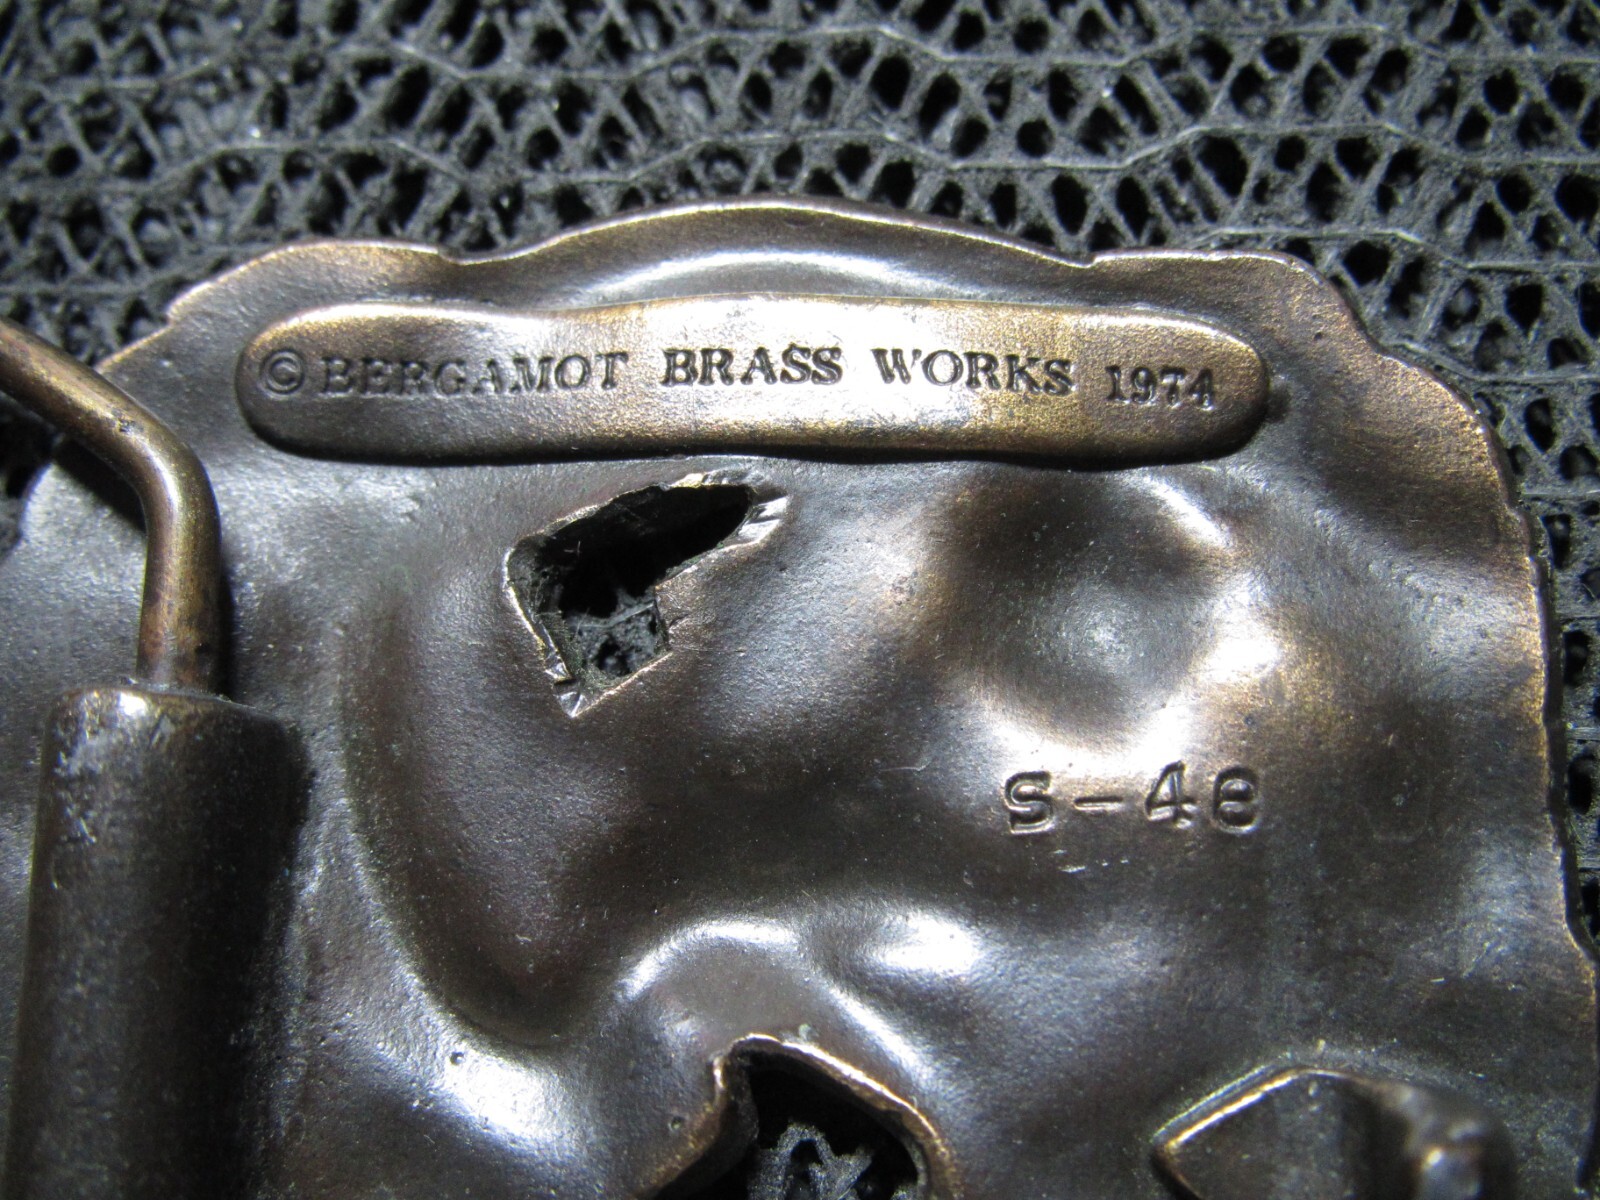 © BERGAMOT BRASS WORKS 1974
S-48